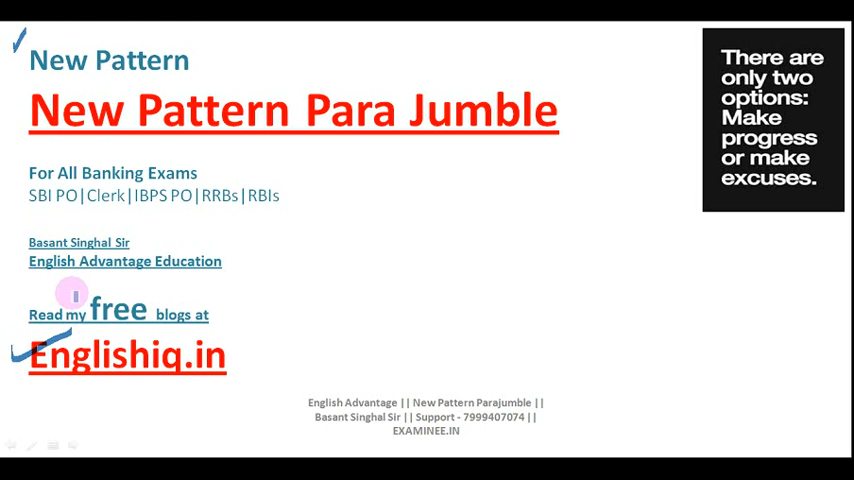 New Pattern
New Pattern Para Jumble
For All Banking Exams
SBI PO|Clerk|IBPS PO|RRBs|RBIs
Basant Singhal Sir
English Advantage Education
Read my free blogs at
Englishiq.in
There are
only two
options:
Make
progress
or make
excuses.
English Advantage || New Pattern Parajumble ||
Basant Singhal Sir || Support - 7999407074 ||
EXAMINEE.IN